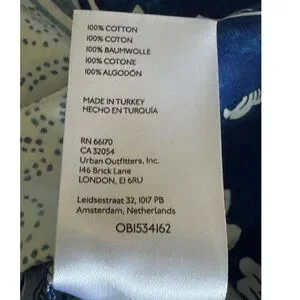 100% COTTON
100% COTON
100% BAUMWOLLE
100% COTONE
100% ALGODÓN
MADE IN TURKEY
HECHO EN TURQUÍA
RN 66170
CA 32054
Urban Outfitters, Inc.
146 Brick Lane
LONDON, E1 6RU
Leidsestraat 32, 1017 PB
Amsterdam, Netherlands
OB1534162